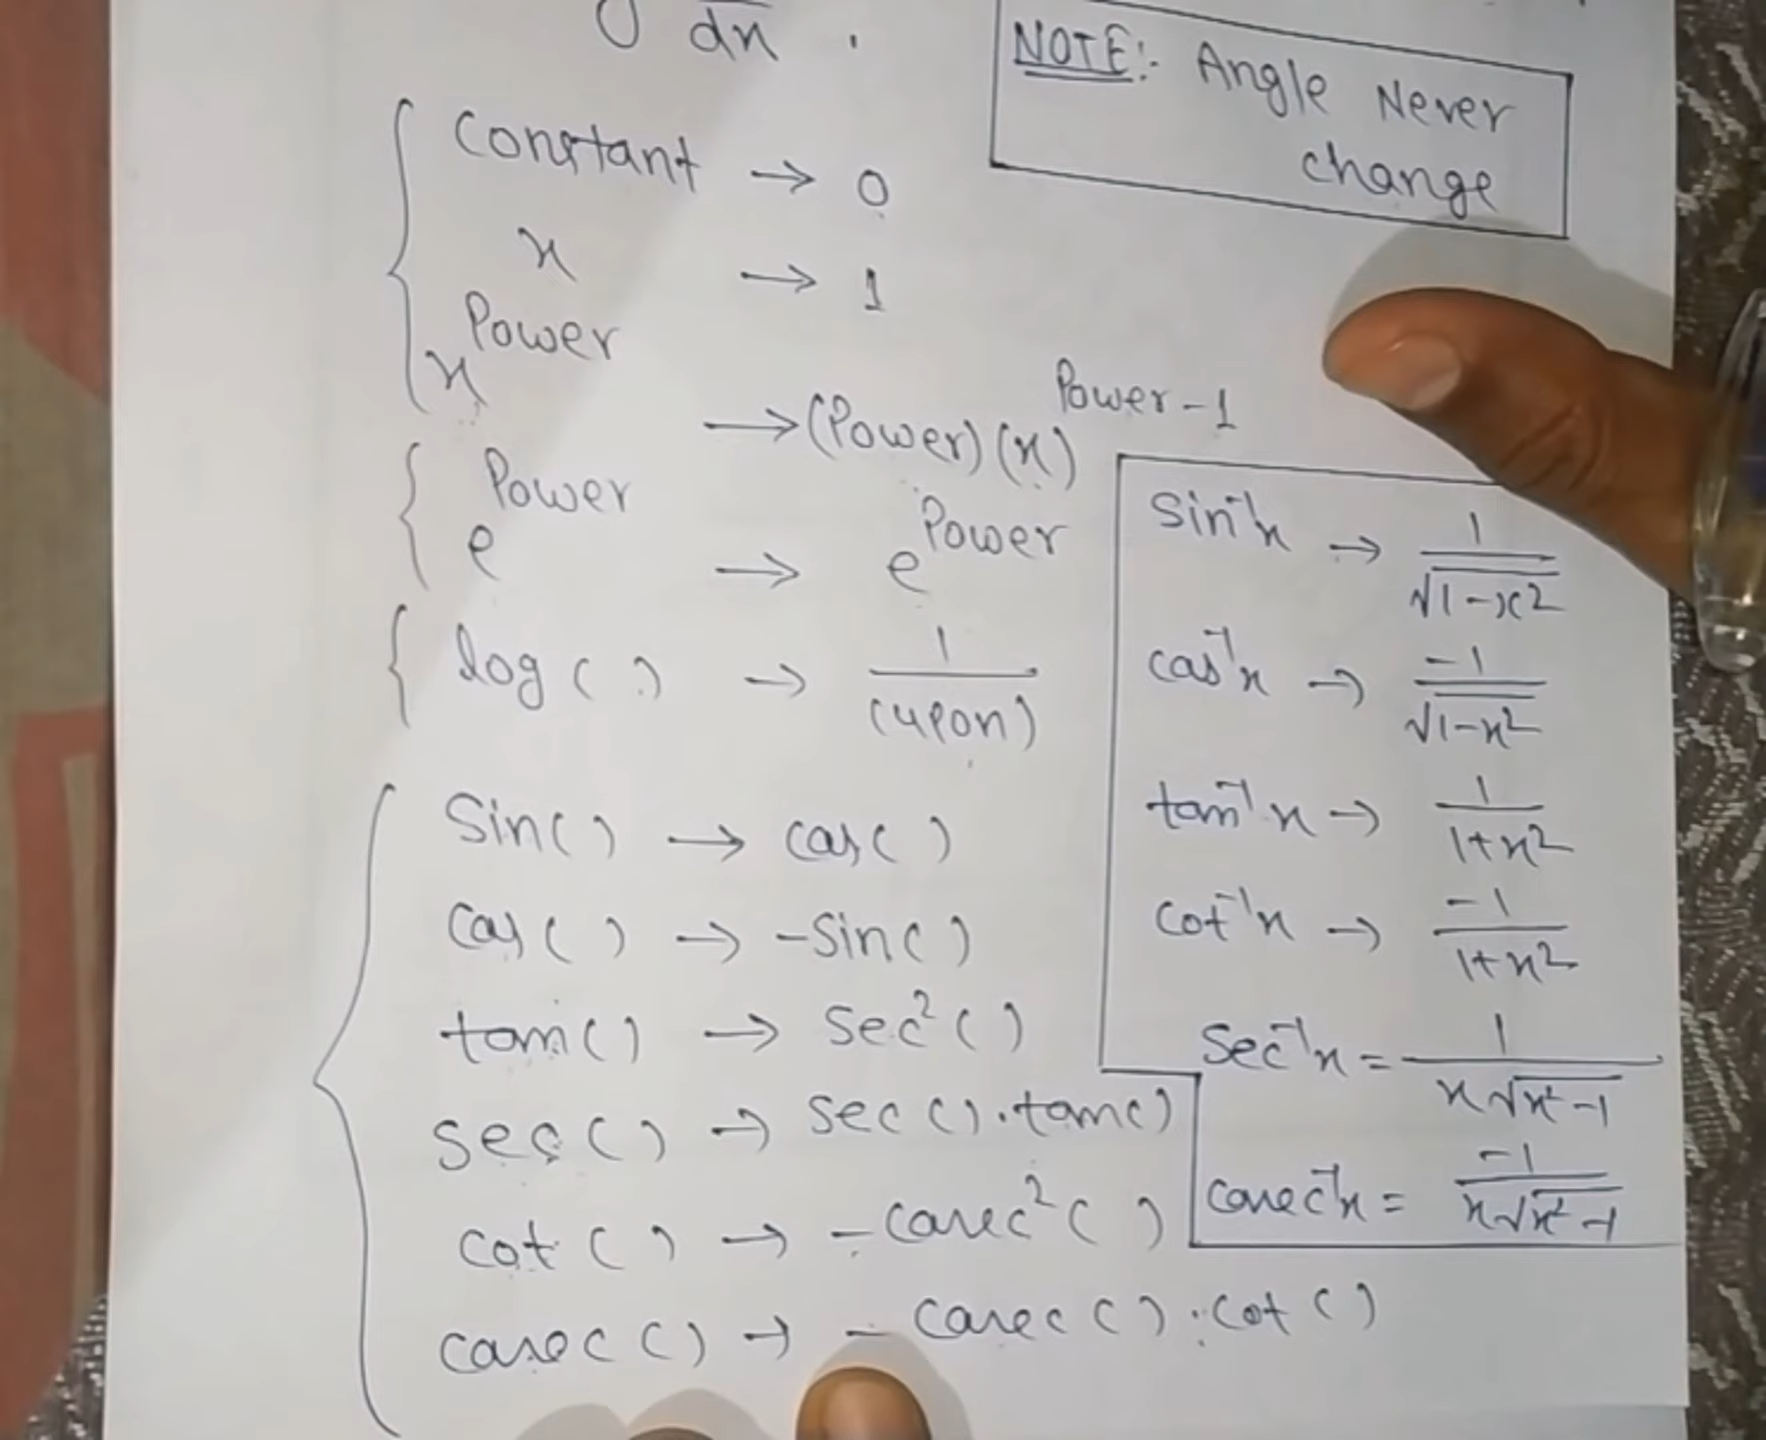 dx .
NOTE:- Angle Never
change
Constant → 0
x → 1
x^Power → (Power)(x)^Power-1
e^Power → e^Power
log ( ) → 1/(upon)
Sin( ) → cos( )
Cos( ) → -Sin( )
tan( ) → Sec²( )
Sec( ) → Sec( ).tan( )
Cot( ) → -Cosec²( )
Cosec( ) → -Cosec( ).Cot( )
Sin⁻¹x → 1/√1-x²
cos⁻¹x → -1/√1-x²
tan⁻¹x → 1/1+x²
Cot⁻¹x → -1/1+x²
Sec⁻¹x = 1/x√x²-1
Cosec⁻¹x = -1/x√x²-1